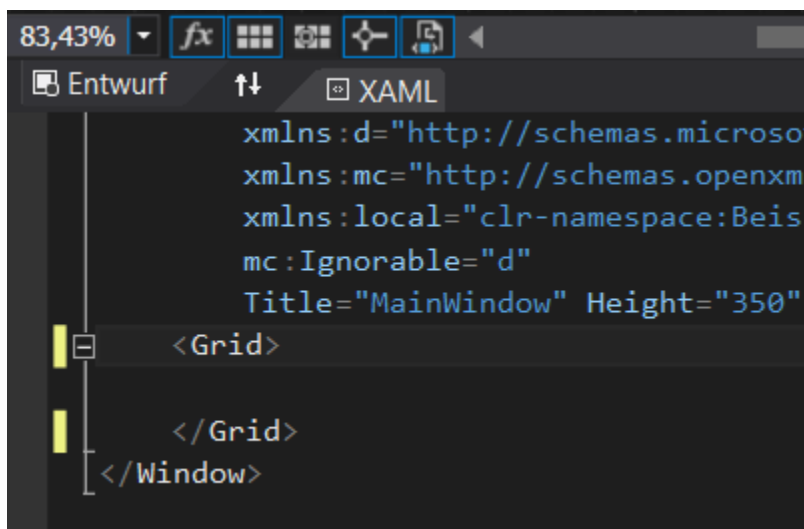 83,43% fx
Entwurf XAML
xmlns:d="http://schemas.microso
xmlns:mc="http://schemas.openxm
xmlns:local="clr-namespace:Beis
mc:Ignorable="d"
Title="MainWindow" Height="350"
<Grid>
</Grid>
</Window>